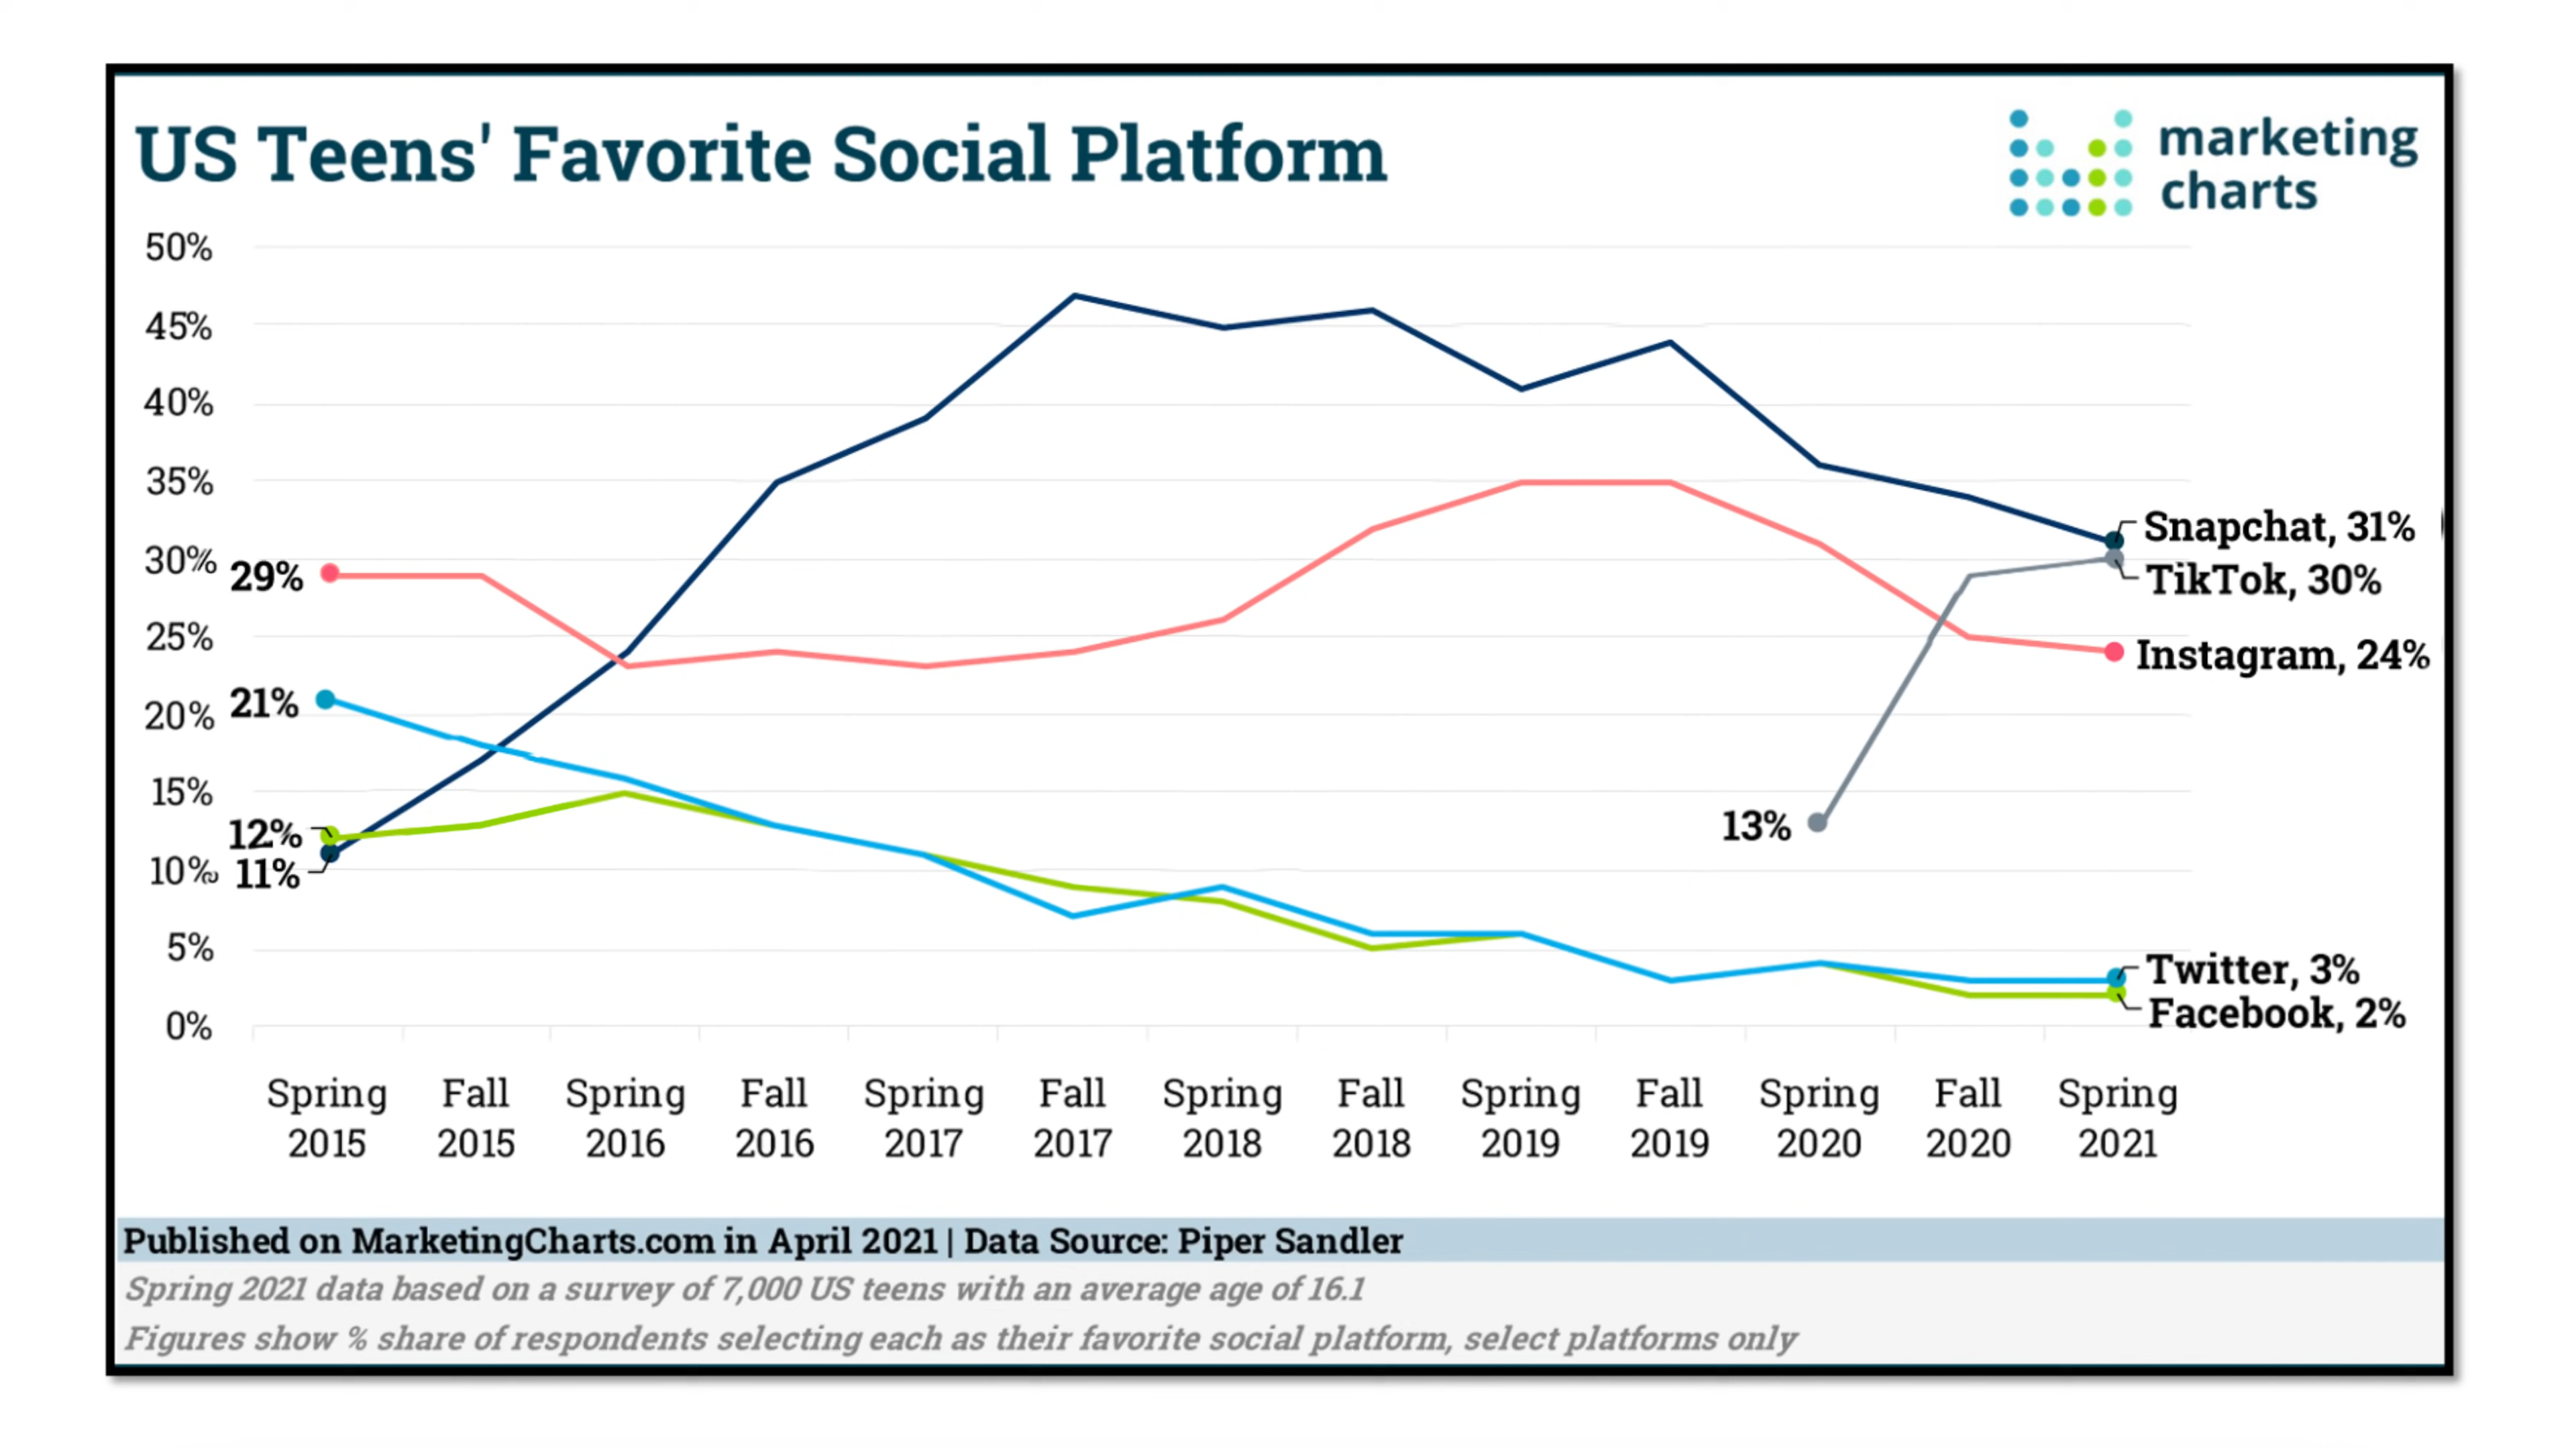 US Teens' Favorite Social Platform
marketing
charts
50%
45%
40%
35%
30%
25%
20%
15%
10%
5%
0%
29%
21%
12%
11%
13%
Snapchat, 31%
TikTok, 30%
Instagram, 24%
Twitter, 3%
Facebook, 2%
Spring 2015
Fall 2015
Spring 2016
Fall 2016
Spring 2017
Fall 2017
Spring 2018
Fall 2018
Spring 2019
Fall 2019
Spring 2020
Fall 2020
Spring 2021
Published on MarketingCharts.com in April 2021 | Data Source: Piper Sandler
Spring 2021 data based on a survey of 7,000 US teens with an average age of 16.1
Figures show % share of respondents selecting each as their favorite social platform, select platforms only